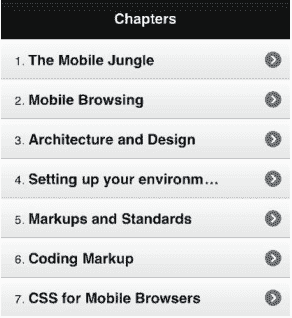 Chapters
1. The Mobile Jungle
2. Mobile Browsing
3. Architecture and Design
4. Setting up your environm...
5. Markups and Standards
6. Coding Markup
7. CSS for Mobile Browsers